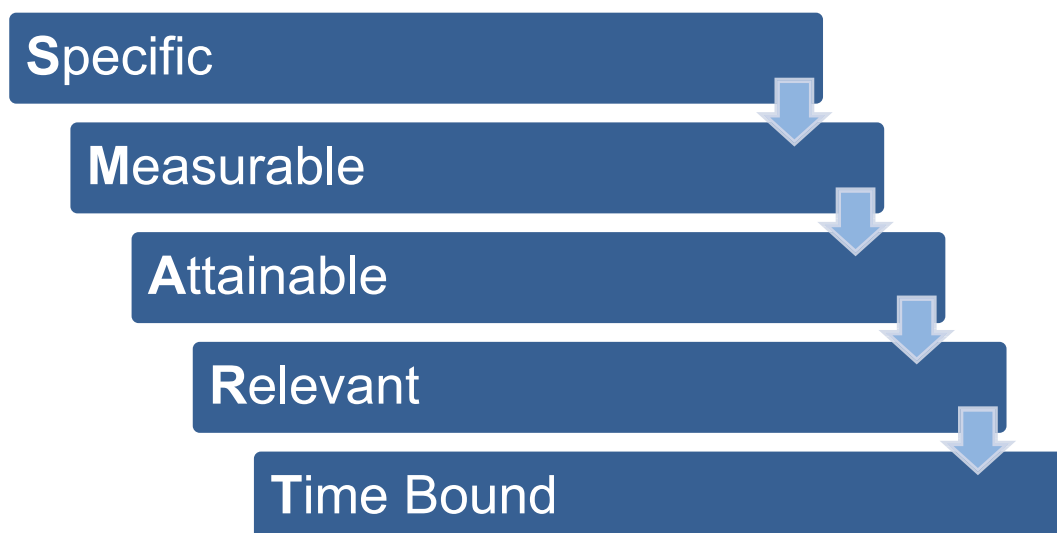 Specific
Measurable
Attainable
Relevant
Time Bound